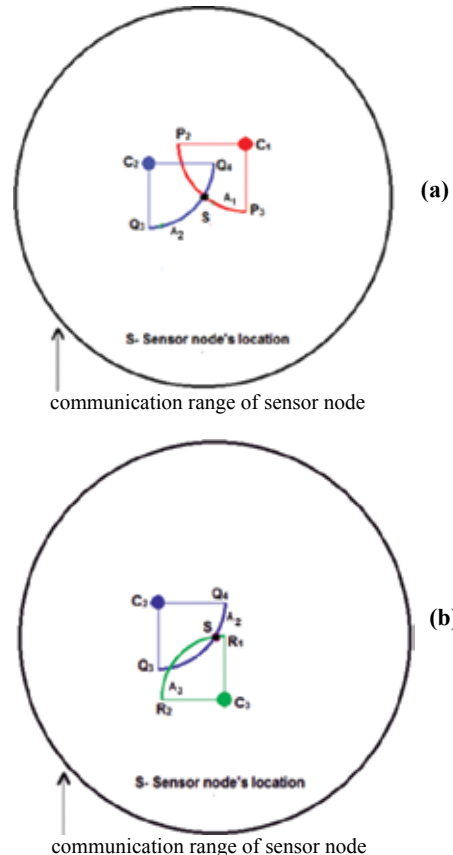 P₂
C₁
C₂
Q₄
(a)
A₁
S
P₃
Q₃
A₂
S- Sensor node's location
communication range of sensor node
C₃
Q₄
A₂
(b)
S
R₁
Q₃
A₃
R₂
C₃
S- Sensor node's location
communication range of sensor node